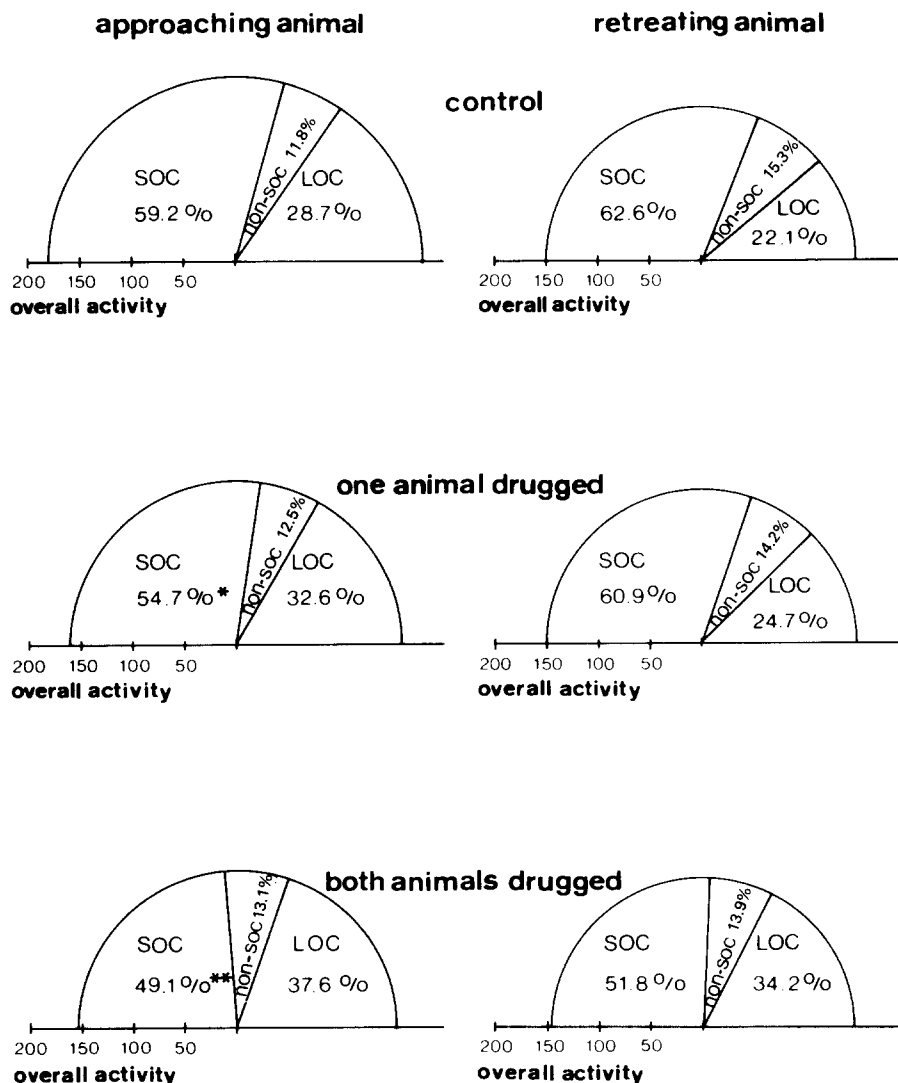 approaching animal
retreating animal
control
SOC
59.2%
non-SOC 11.8%
LOC
28.7%
200 150 100 50
overall activity
SOC
62.6%
non-SOC 15.3%
LOC
22.1%
200 150 100 50
overall activity
one animal drugged
SOC
54.7%*
non-SOC 12.5%
LOC
32.6%
200 150 100 50
overall activity
SOC
60.9%
non-SOC 14.2%
LOC
24.7%
200 150 100 50
overall activity
both animals drugged
SOC
49.1%**
non-SOC 13.1%
LOC
37.6%
200 150 100 50
overall activity
SOC
51.8%
non-SOC 13.9%
LOC
34.2%
200 150 100 50
overall activity